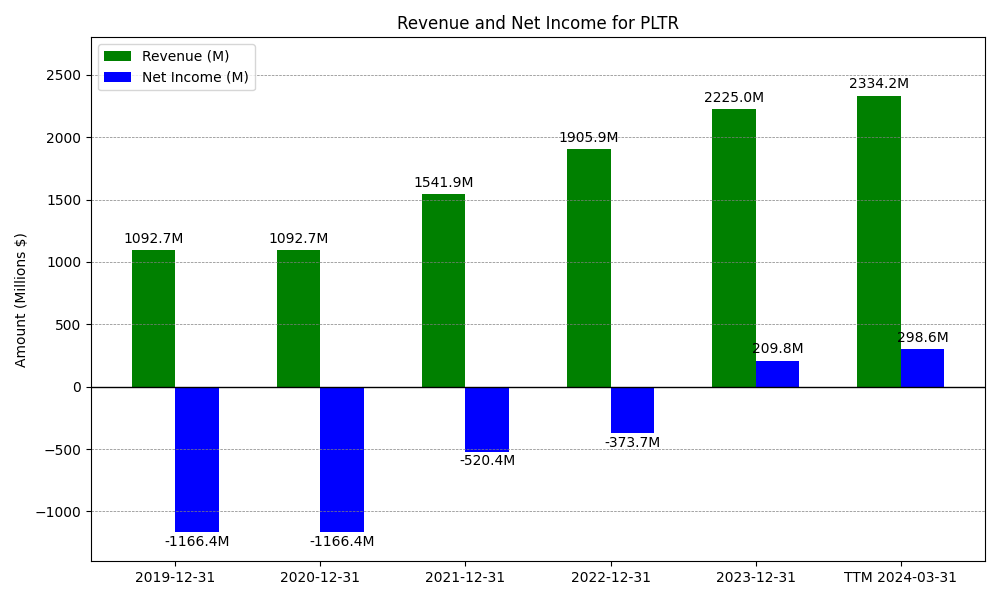 Revenue and Net Income for PLTR
Revenue (M)
Net Income (M)
Amount (Millions $)
2500
2000
1500
1000
500
0
−500
−1000
1092.7M
1092.7M
1541.9M
1905.9M
2225.0M
2334.2M
-1166.4M
-1166.4M
-520.4M
-373.7M
209.8M
298.6M
2019-12-31
2020-12-31
2021-12-31
2022-12-31
2023-12-31
TTM 2024-03-31